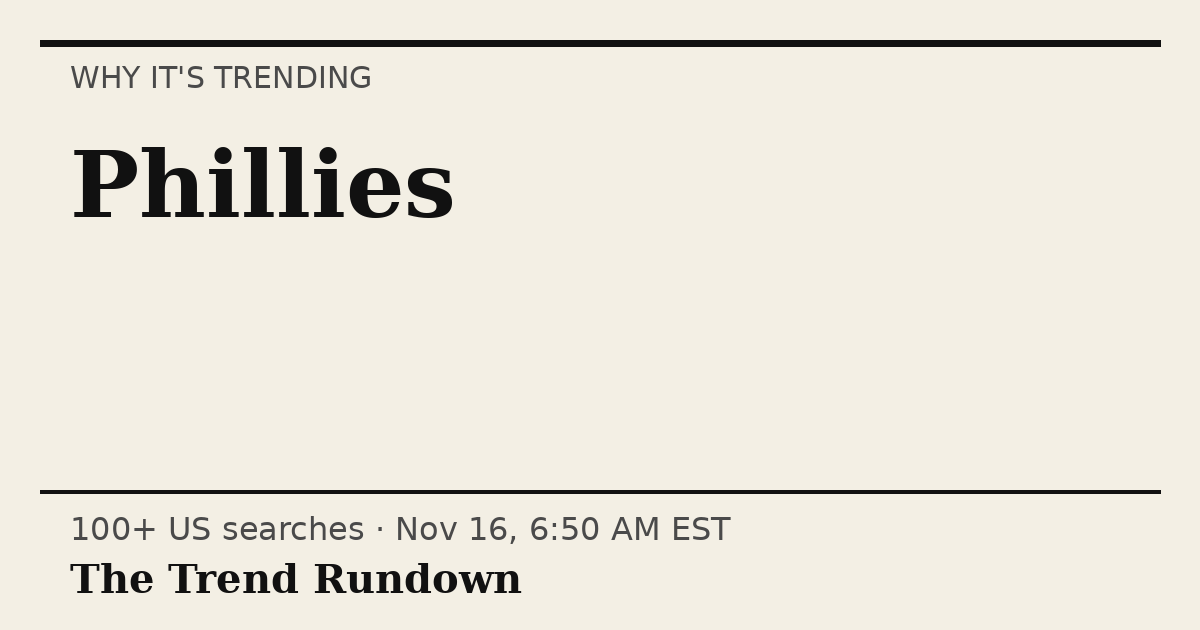 WHY IT'S TRENDING
Phillies
100+ US searches · Nov 16, 6:50 AM EST
The Trend Rundown